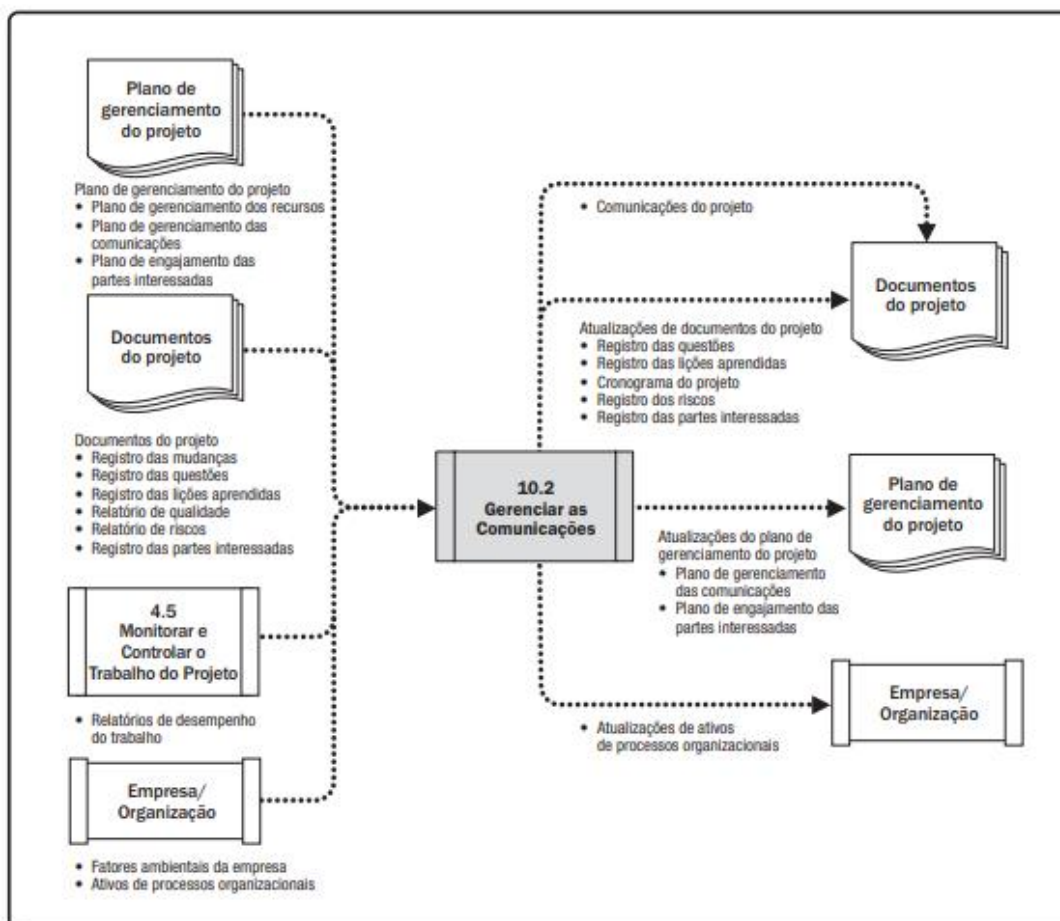 Plano de
gerenciamento
do projeto
Plano de gerenciamento do projeto
• Plano de gerenciamento dos recursos
• Plano de gerenciamento das
comunicações
• Plano de engajamento das
partes interessadas
Documentos
do projeto
Documentos do projeto
• Registro das mudanças
• Registro das questões
• Registro das lições aprendidas
• Relatório de qualidade
• Relatório de riscos
• Registro das partes interessadas
4.5
Monitorar e
Controlar o
Trabalho do Projeto
• Relatórios de desempenho
do trabalho
Empresa/
Organização
• Fatores ambientais da empresa
• Ativos de processos organizacionais
10.2
Gerenciar as
Comunicações
• Comunicações do projeto
Documentos
do projeto
Atualizações de documentos do projeto
• Registro das questões
• Registro das lições aprendidas
• Cronograma do projeto
• Registro dos riscos
• Registro das partes interessadas
Plano de
gerenciamento
do projeto
Atualizações do plano de
gerenciamento do projeto
• Plano de gerenciamento
das comunicações
• Plano de engajamento das
partes interessadas
Empresa/
Organização
• Atualizações de ativos
de processos organizacionais